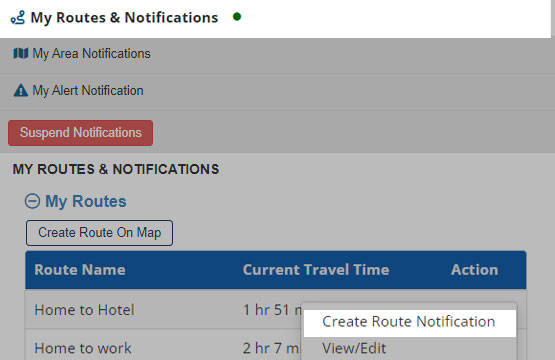 My Routes & Notifications
My Area Notifications
My Alert Notification
Suspend Notifications
MY ROUTES & NOTIFICATIONS
My Routes
Create Route On Map
Route Name Current Travel Time Action
Home to Hotel 1 hr 51 m
Create Route Notification
Home to work 2 hr 7 m
View/Edit